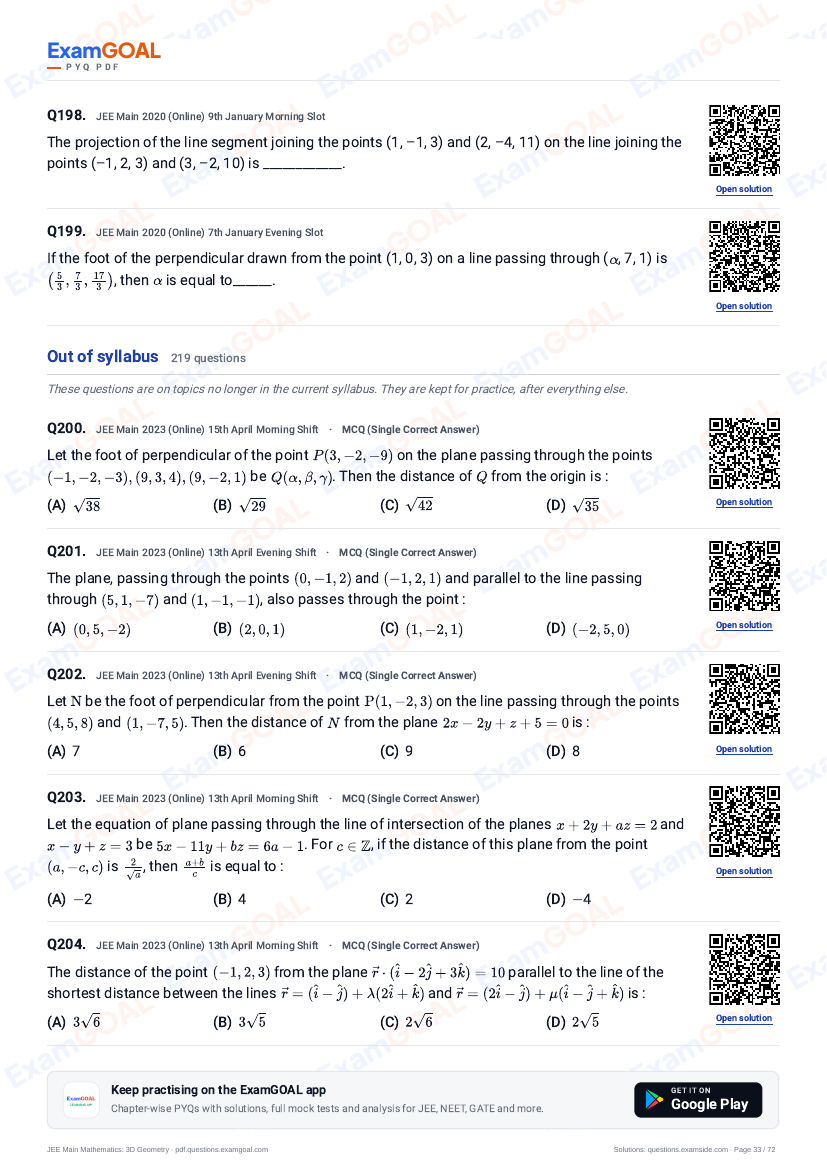 ExamGOAL
PYQ PDF
Q198. JEE Main 2020 (Online) 9th January Morning Slot
The projection of the line segment joining the points (1, −1, 3) and (2, −4, 11) on the line joining the
points (−1, 2, 3) and (3, −2, 10) is ____________.
Open solution
Q199. JEE Main 2020 (Online) 7th January Evening Slot
If the foot of the perpendicular drawn from the point (1, 0, 3) on a line passing through (α, 7, 1) is
(5/3, 7/3, 17/3), then α is equal to______.
Open solution
Out of syllabus 219 questions
These questions are on topics no longer in the current syllabus. They are kept for practice, after everything else.
Q200. JEE Main 2023 (Online) 15th April Morning Shift · MCQ (Single Correct Answer)
Let the foot of perpendicular of the point P(3, −2, −9) on the plane passing through the points
(−1, −2, −3), (9, 3, 4), (9, −2, 1) be Q(α, β, γ). Then the distance of Q from the origin is :
(A) √38 (B) √29 (C) √42 (D) √35
Open solution
Q201. JEE Main 2023 (Online) 13th April Evening Shift · MCQ (Single Correct Answer)
The plane, passing through the points (0, −1, 2) and (−1, 2, 1) and parallel to the line passing
through (5, 1, −7) and (1, −1, −1), also passes through the point :
(A) (0, 5, −2) (B) (2, 0, 1) (C) (1, −2, 1) (D) (−2, 5, 0)
Open solution
Q202. JEE Main 2023 (Online) 13th April Evening Shift · MCQ (Single Correct Answer)
Let N be the foot of perpendicular from the point P(1, −2, 3) on the line passing through the points
(4, 5, 8) and (1, −7, 5). Then the distance of N from the plane 2x − 2y + z + 5 = 0 is :
(A) 7 (B) 6 (C) 9 (D) 8
Open solution
Q203. JEE Main 2023 (Online) 13th April Morning Shift · MCQ (Single Correct Answer)
Let the equation of plane passing through the line of intersection of the planes x + 2y + az = 2 and
x − y + z = 3 be 5x − 11y + bz = 6a − 1. For c ∈ ℤ, if the distance of this plane from the point
(a, −c, c) is 2/√a, then (a+b)/c is equal to :
(A) −2 (B) 4 (C) 2 (D) −4
Open solution
Q204. JEE Main 2023 (Online) 13th April Morning Shift · MCQ (Single Correct Answer)
The distance of the point (−1, 2, 3) from the plane r⃗ · (î − 2ĵ + 3k̂) = 10 parallel to the line of the
shortest distance between the lines r⃗ = (î − ĵ) + λ(2î + k̂) and r⃗ = (2î − ĵ) + μ(î − ĵ + k̂) is :
(A) 3√6 (B) 3√5 (C) 2√6 (D) 2√5
Open solution
Keep practising on the ExamGOAL app
Chapter-wise PYQs with solutions, full mock tests and analysis for JEE, NEET, GATE and more.
GET IT ON
Google Play
JEE Main Mathematics: 3D Geometry · pdf.questions.examgoal.com Solutions: questions.examside.com · Page 33 / 72